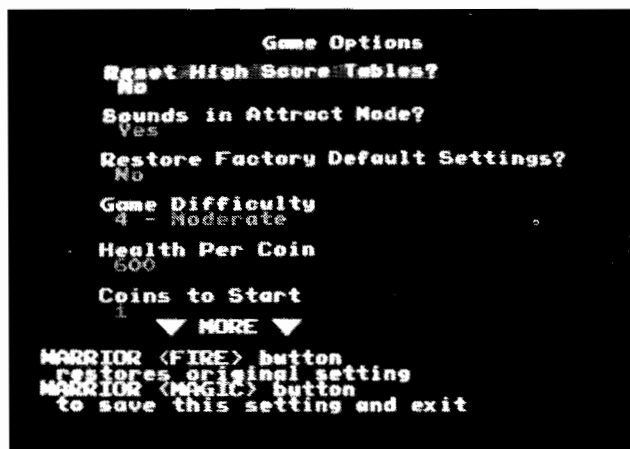 Game Options
Reset High Score Tables?
No
Sounds in Attract Mode?
Yes
Restore Factory Default Settings?
No
Game Difficulty
4 - Moderate
Health Per Coin
600
Coins to Start
1
MORE
WARRIOR <FIRE> button
restores original setting
WARRIOR <MAGIC> button
to save this setting and exit